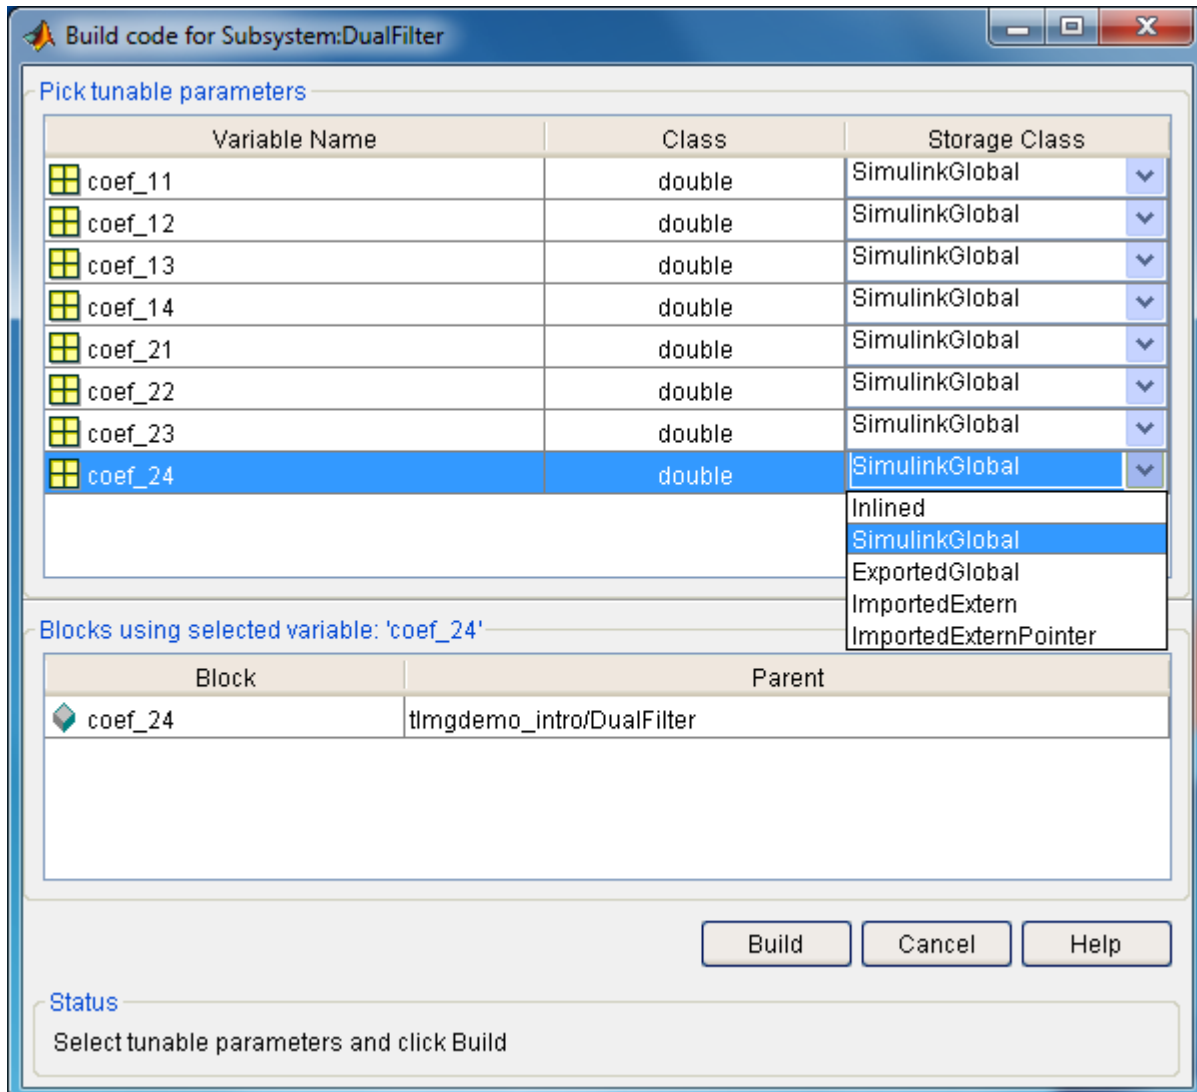 Build code for Subsystem:DualFilter
Pick tunable parameters
Variable Name Class Storage Class
coef_11 double SimulinkGlobal
coef_12 double SimulinkGlobal
coef_13 double SimulinkGlobal
coef_14 double SimulinkGlobal
coef_21 double SimulinkGlobal
coef_22 double SimulinkGlobal
coef_23 double SimulinkGlobal
coef_24 double SimulinkGlobal
Inlined
SimulinkGlobal
ExportedGlobal
ImportedExtern
ImportedExternPointer
Blocks using selected variable: 'coef_24'
Block Parent
coef_24 tlmgdemo_intro/DualFilter
Build Cancel Help
Status
Select tunable parameters and click Build